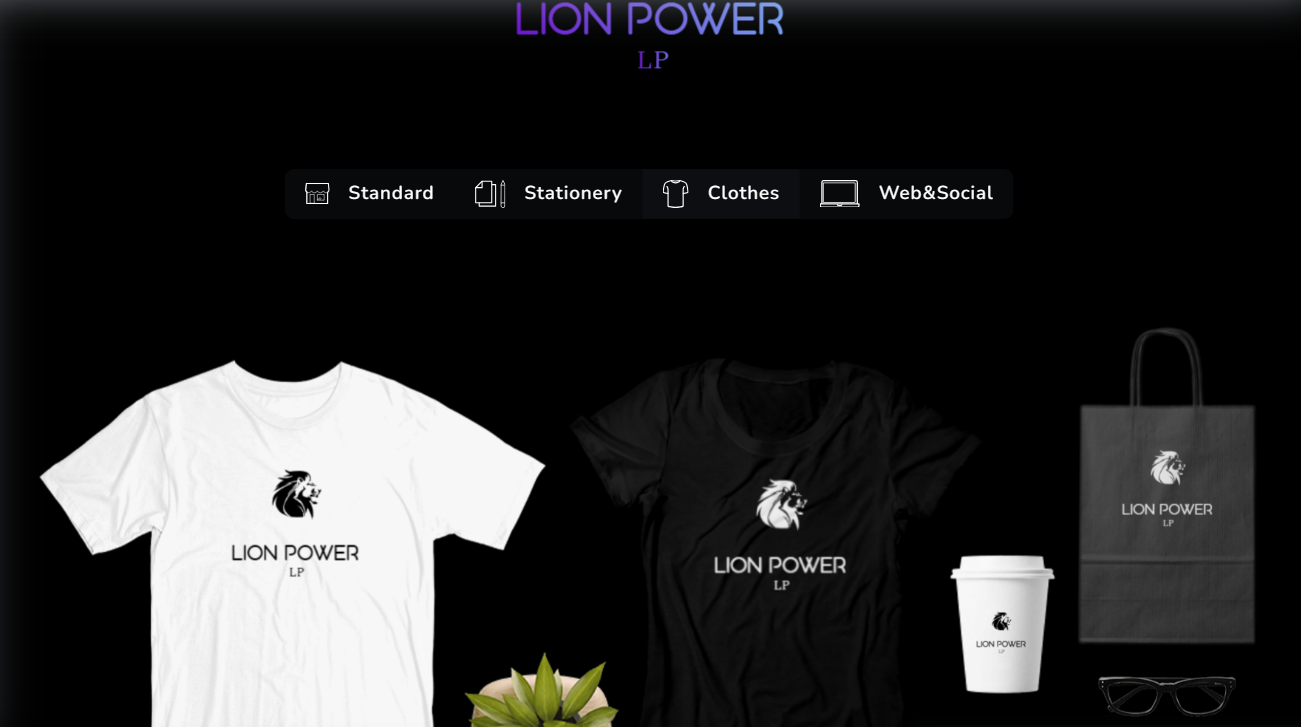 LION POWER
LP
Standard
Stationery
Clothes
Web&Social
LION POWER
LP
LION POWER
LP
LION POWER
LP
LION POWER
LP